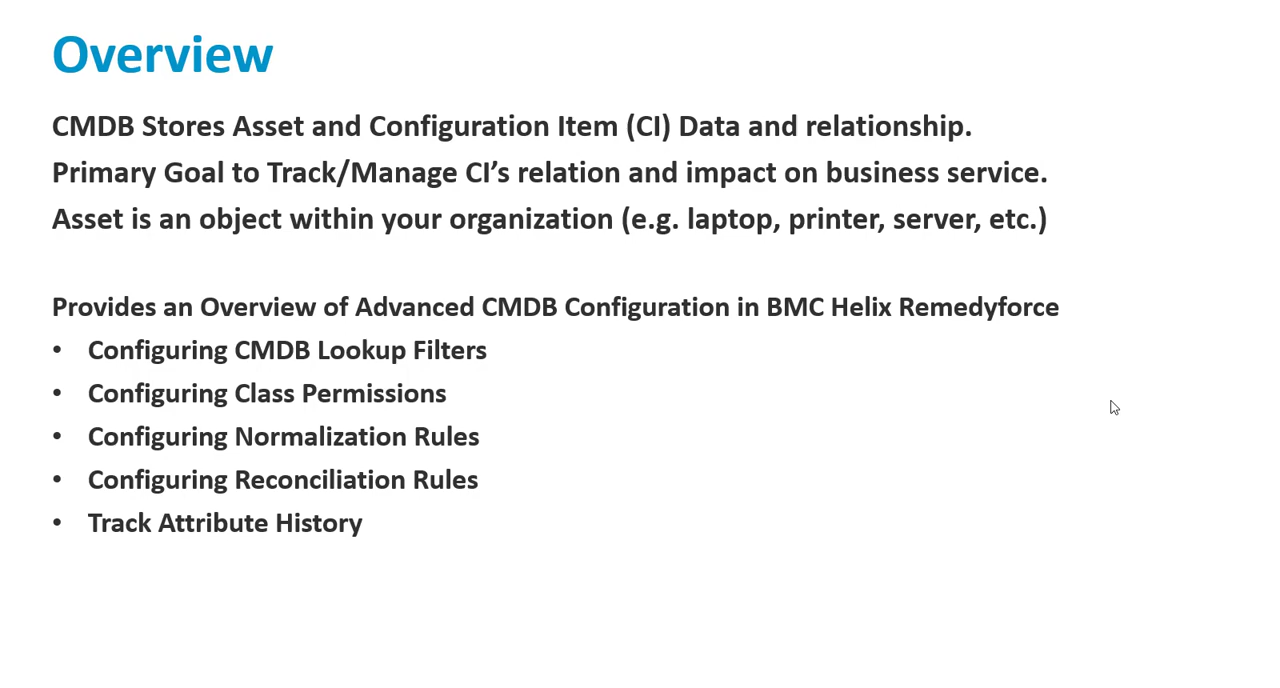 Overview
CMDB Stores Asset and Configuration Item (CI) Data and relationship.
Primary Goal to Track/Manage CI’s relation and impact on business service.
Asset is an object within your organization (e.g. laptop, printer, server, etc.)
Provides an Overview of Advanced CMDB Configuration in BMC Helix Remedyforce
• Configuring CMDB Lookup Filters
• Configuring Class Permissions
• Configuring Normalization Rules
• Configuring Reconciliation Rules
• Track Attribute History